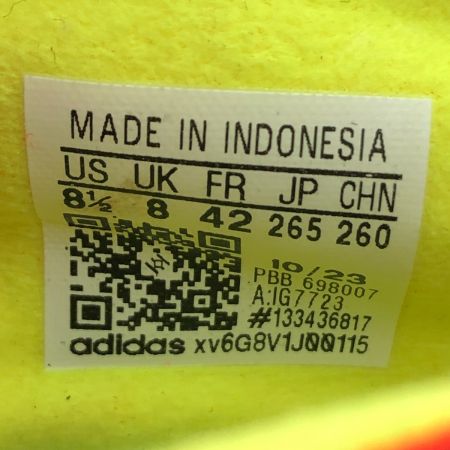 MADE IN INDONESIA
US UK FR JP CHN
8½ 8 42 265 260
10/23
PBB 698007
A:IG7723
#133436817
adidas xv6G8V1J00115